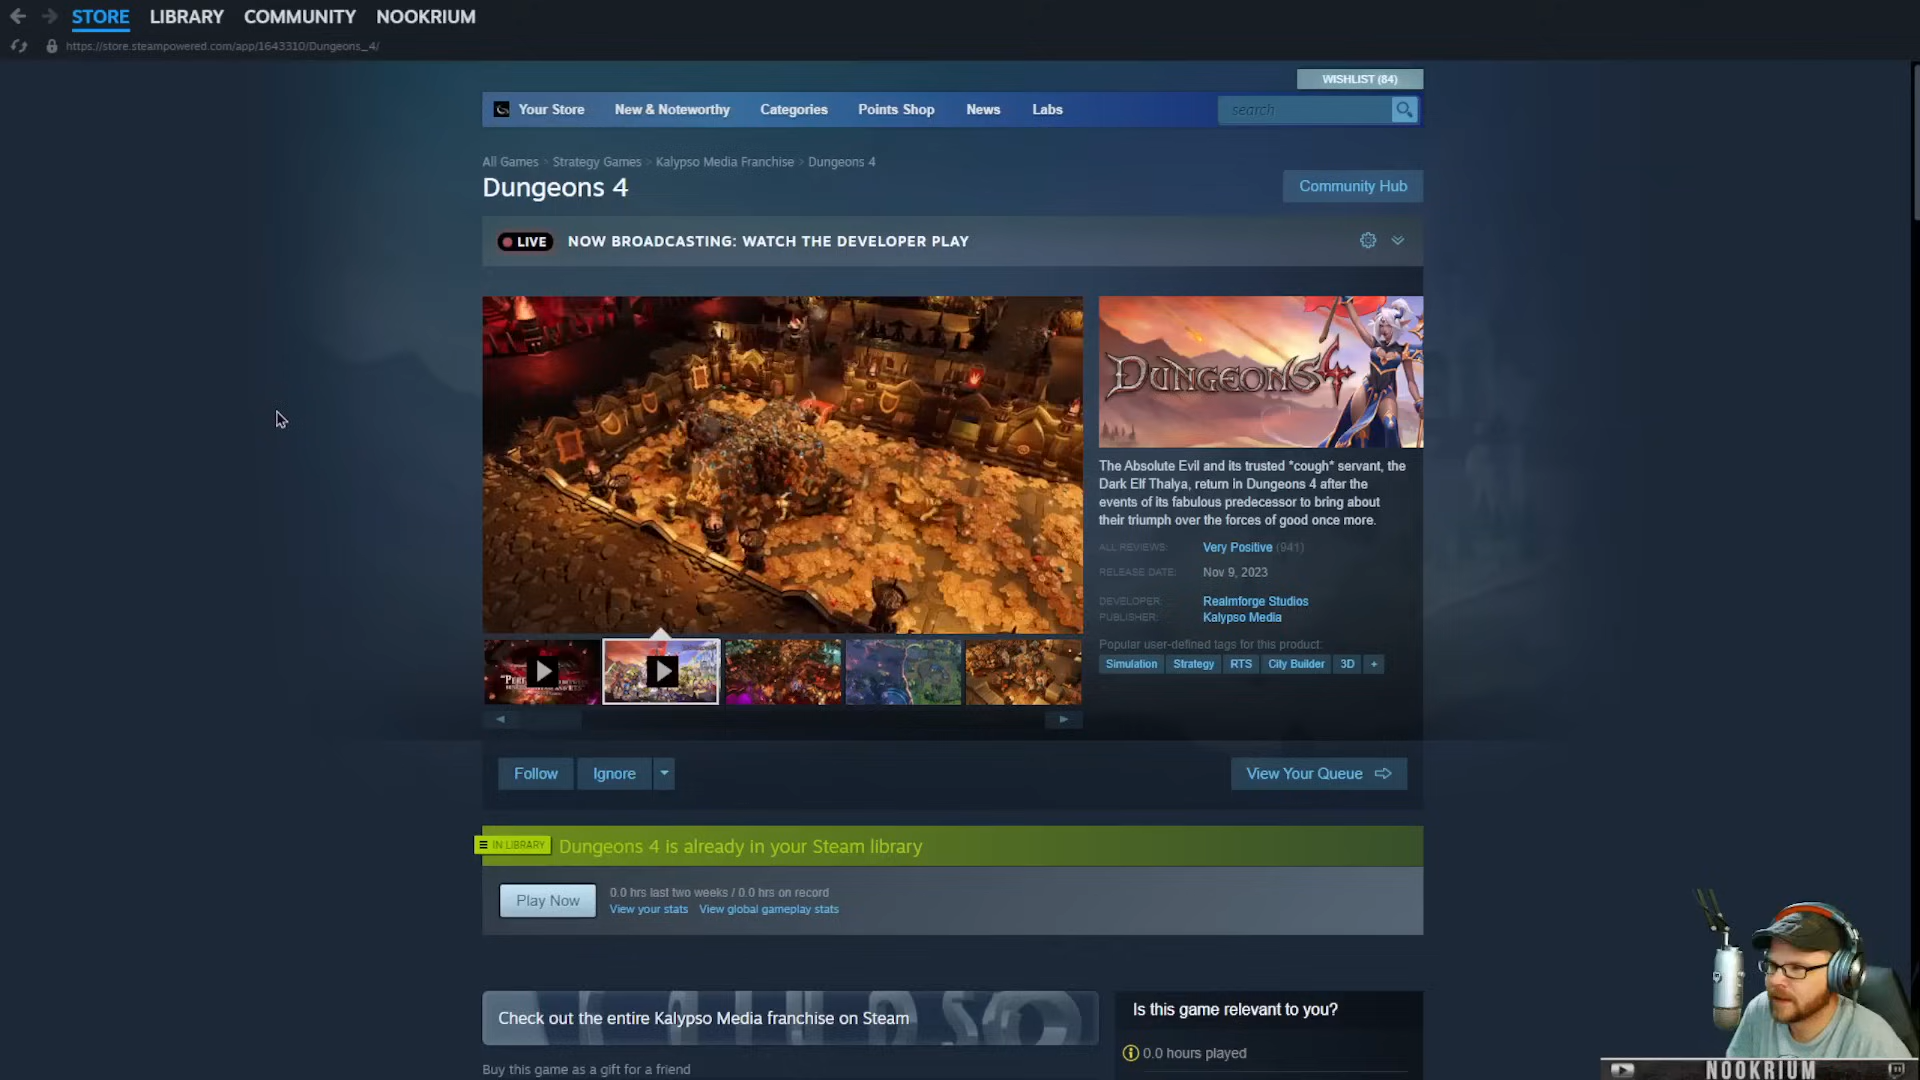 STORE LIBRARY COMMUNITY NOOKRIUM
https://store.steampowered.com/app/1643310/Dungeons_4/
WISHLIST (84)
Your Store New & Noteworthy Categories Points Shop News Labs search
All Games > Strategy Games > Kalypso Media Franchise > Dungeons 4
Dungeons 4
Community Hub
LIVE NOW BROADCASTING: WATCH THE DEVELOPER PLAY
DUNGEONS 4
The Absolute Evil and its trusted *cough* servant, the
Dark Elf Thalya, return in Dungeons 4 after the
events of its fabulous predecessor to bring about
their triumph over the forces of good once more.
ALL REVIEWS: Very Positive (941)
RELEASE DATE: Nov 9, 2023
DEVELOPER: Realmforge Studios
PUBLISHER: Kalypso Media
Popular user-defined tags for this product:
Simulation Strategy RTS City Builder 3D +
Follow Ignore View Your Queue
IN LIBRARY Dungeons 4 is already in your Steam library
Play Now
0.0 hrs last two weeks / 0.0 hrs on record
View your stats View global gameplay stats
Check out the entire Kalypso Media franchise on Steam
Is this game relevant to you?
0.0 hours played
Buy this game as a gift for a friend
NOOKRIUM